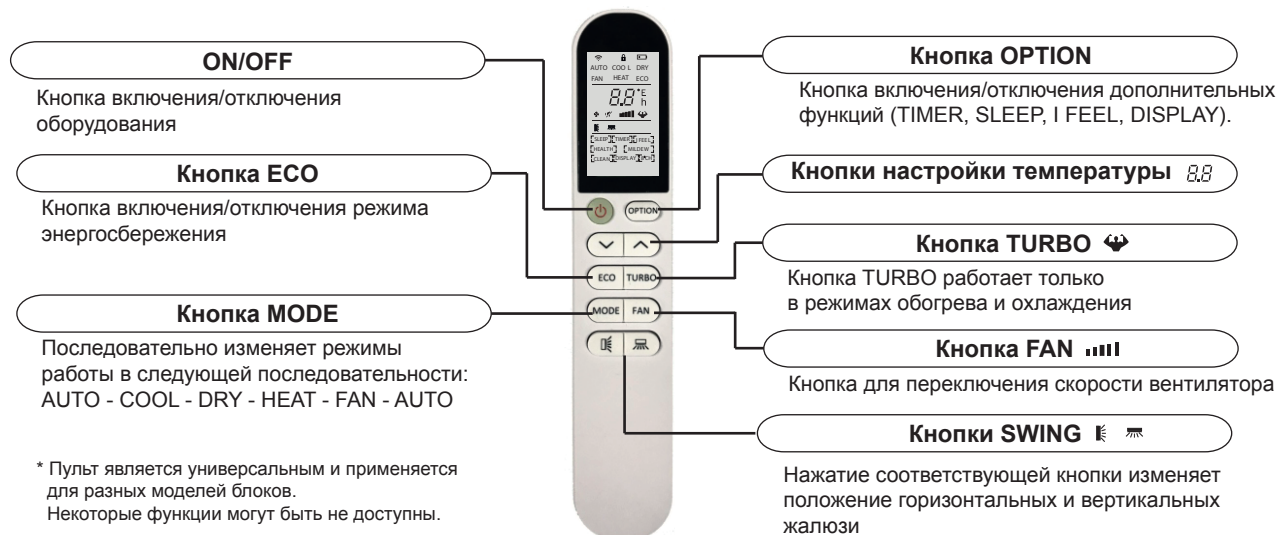 ON/OFF
Кнопка включения/отключения
оборудования
Кнопка ECO
Кнопка включения/отключения режима
энергосбережения
Кнопка MODE
Последовательно изменяет режимы
работы в следующей последовательности:
AUTO - COOL - DRY - HEAT - FAN - AUTO
* Пульт является универсальным и применяется
для разных моделей блоков.
Некоторые функции могут быть не доступны.
AUTO COOL DRY
FAN HEAT ECO
8.8 °F h
SLEEP TIMER I FEEL
HEALTH MILDEW
CLEAN DISPLAY
OPTION
ECO TURBO
MODE FAN
Кнопка OPTION
Кнопка включения/отключения дополнительных
функций (TIMER, SLEEP, I FEEL, DISPLAY).
Кнопки настройки температуры 8.8
Кнопка TURBO
Кнопка TURBO работает только
в режимах обогрева и охлаждения
Кнопка FAN
Кнопка для переключения скорости вентилятора
Кнопки SWING
Нажатие соответствующей кнопки изменяет
положение горизонтальных и вертикальных
жалюзи